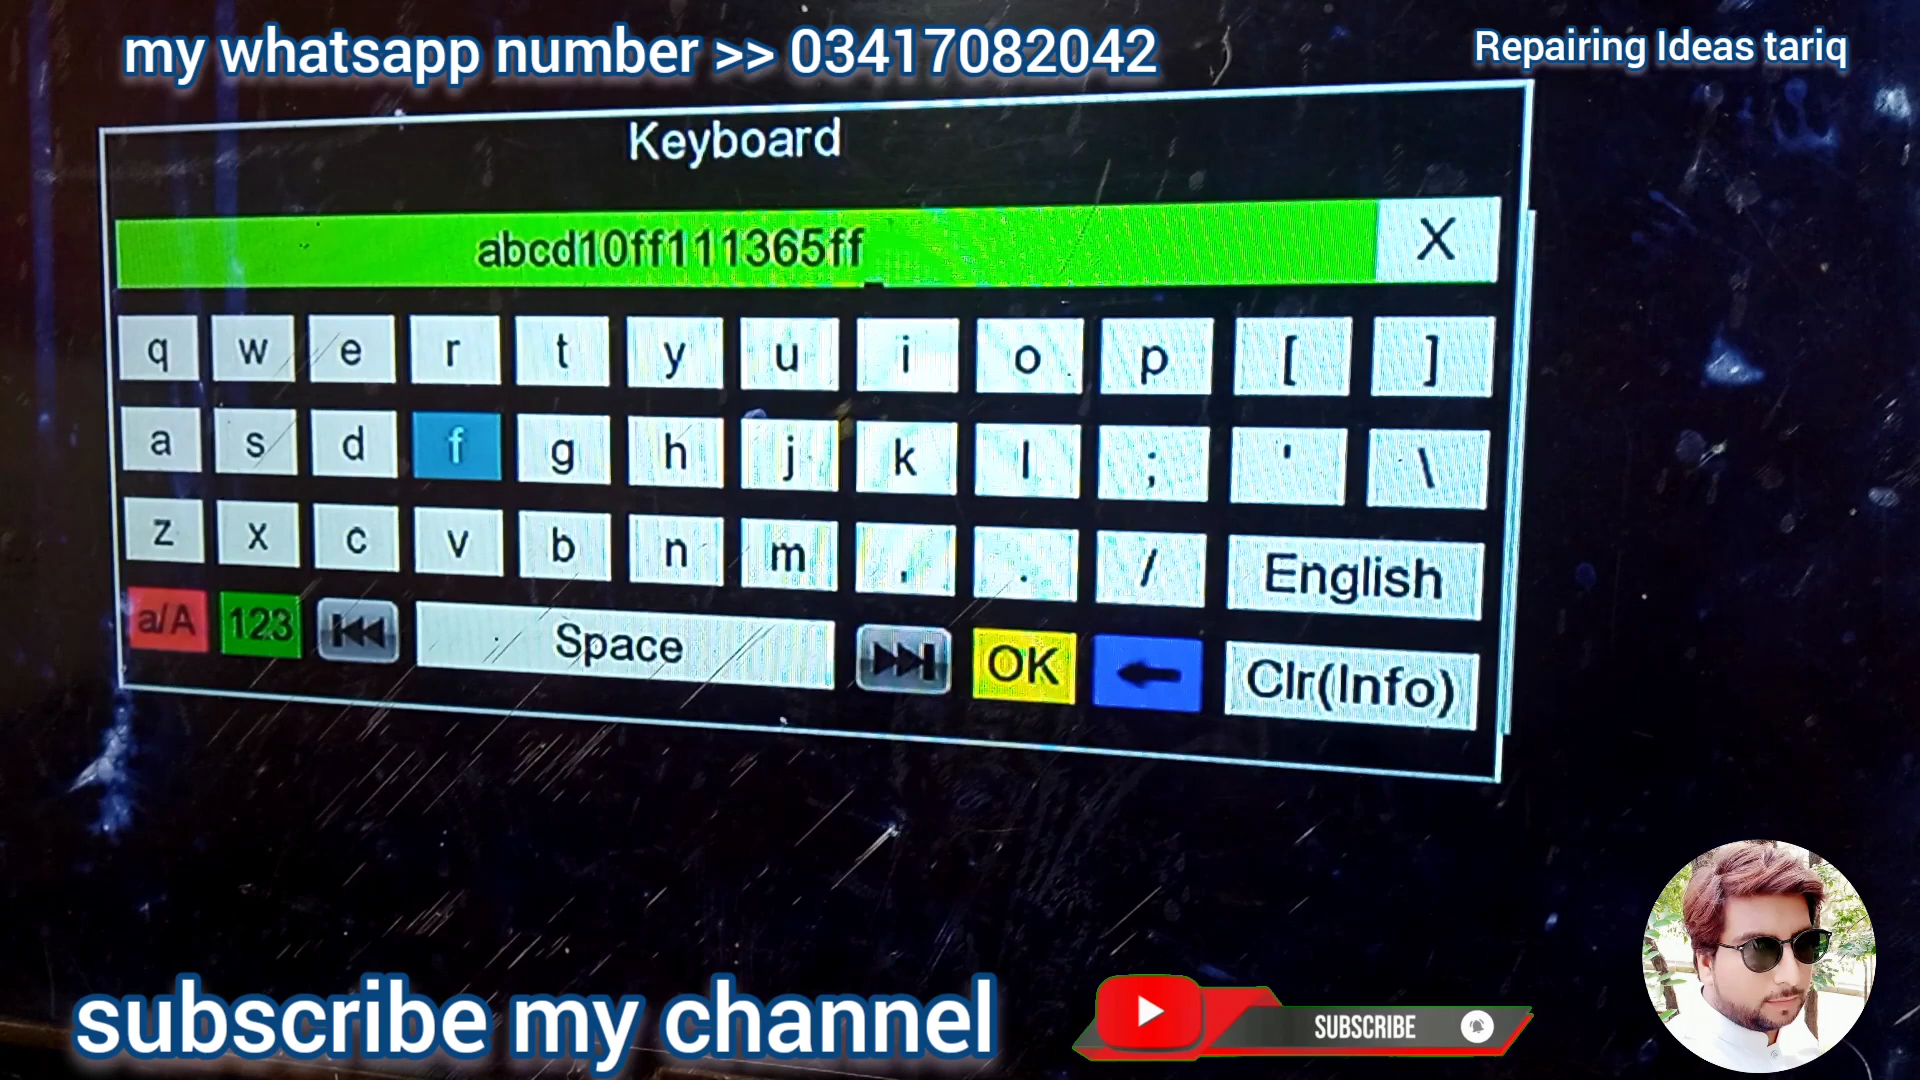 my whatsapp number >> 03417082042
Repairing Ideas tariq
Keyboard
abcd10ff111365ff X
q w e r t y u i o p [ ]
a s d f g h j k l ; ' \
z x c v b n m , . / English
a/A 123 Space OK Clr(Info)
subscribe my channel
SUBSCRIBE